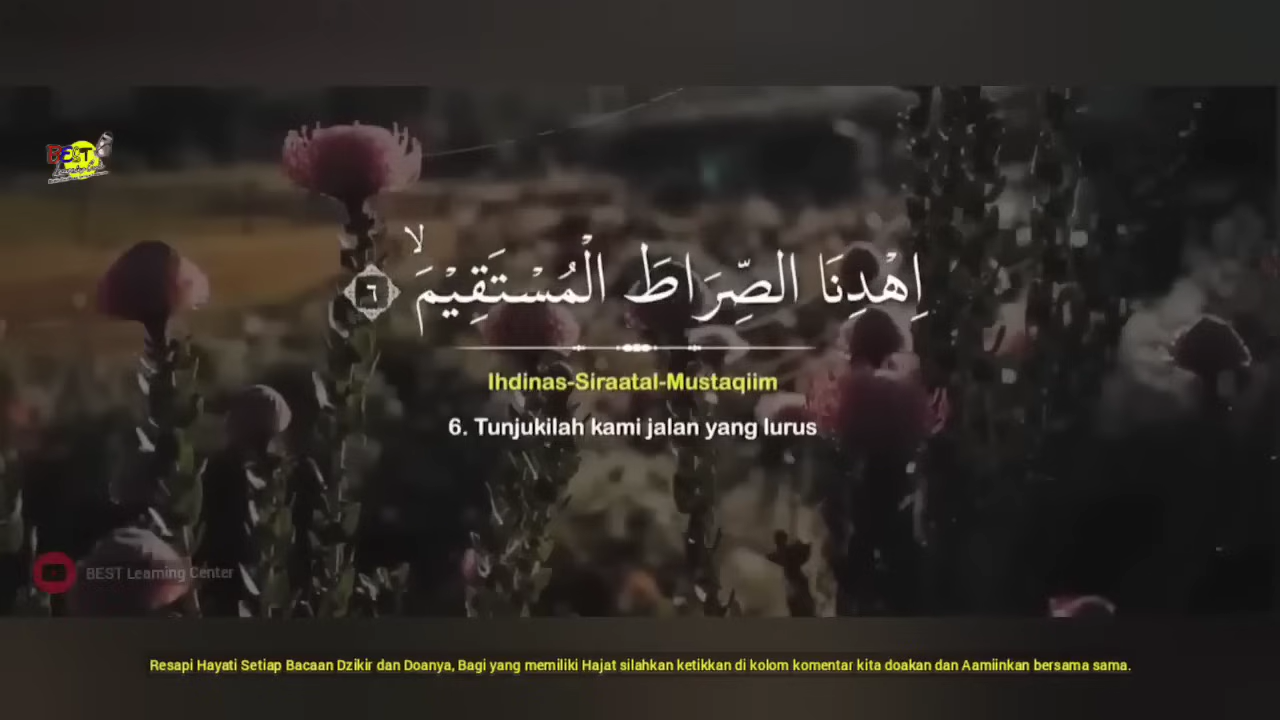 BEST
اِهْدِنَا الصِّرَاطَ الْمُسْتَقِيْمَ ۙ ٦
Ihdinas-Siraatal-Mustaqiim
6. Tunjukilah kami jalan yang lurus
BEST Learning Center
Resapi Hayati Setiap Bacaan Dzikir dan Doanya, Bagi yang memiliki Hajat silahkan ketikkan di kolom komentar kita doakan dan Aamiinkan bersama sama.